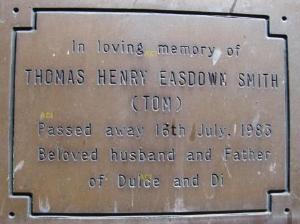 In loving memory of
THOMAS HENRY EASDOWN SMITH
(TOM)
Passed away 16th July, 1983
Beloved husband and Father
of Dulce and Di